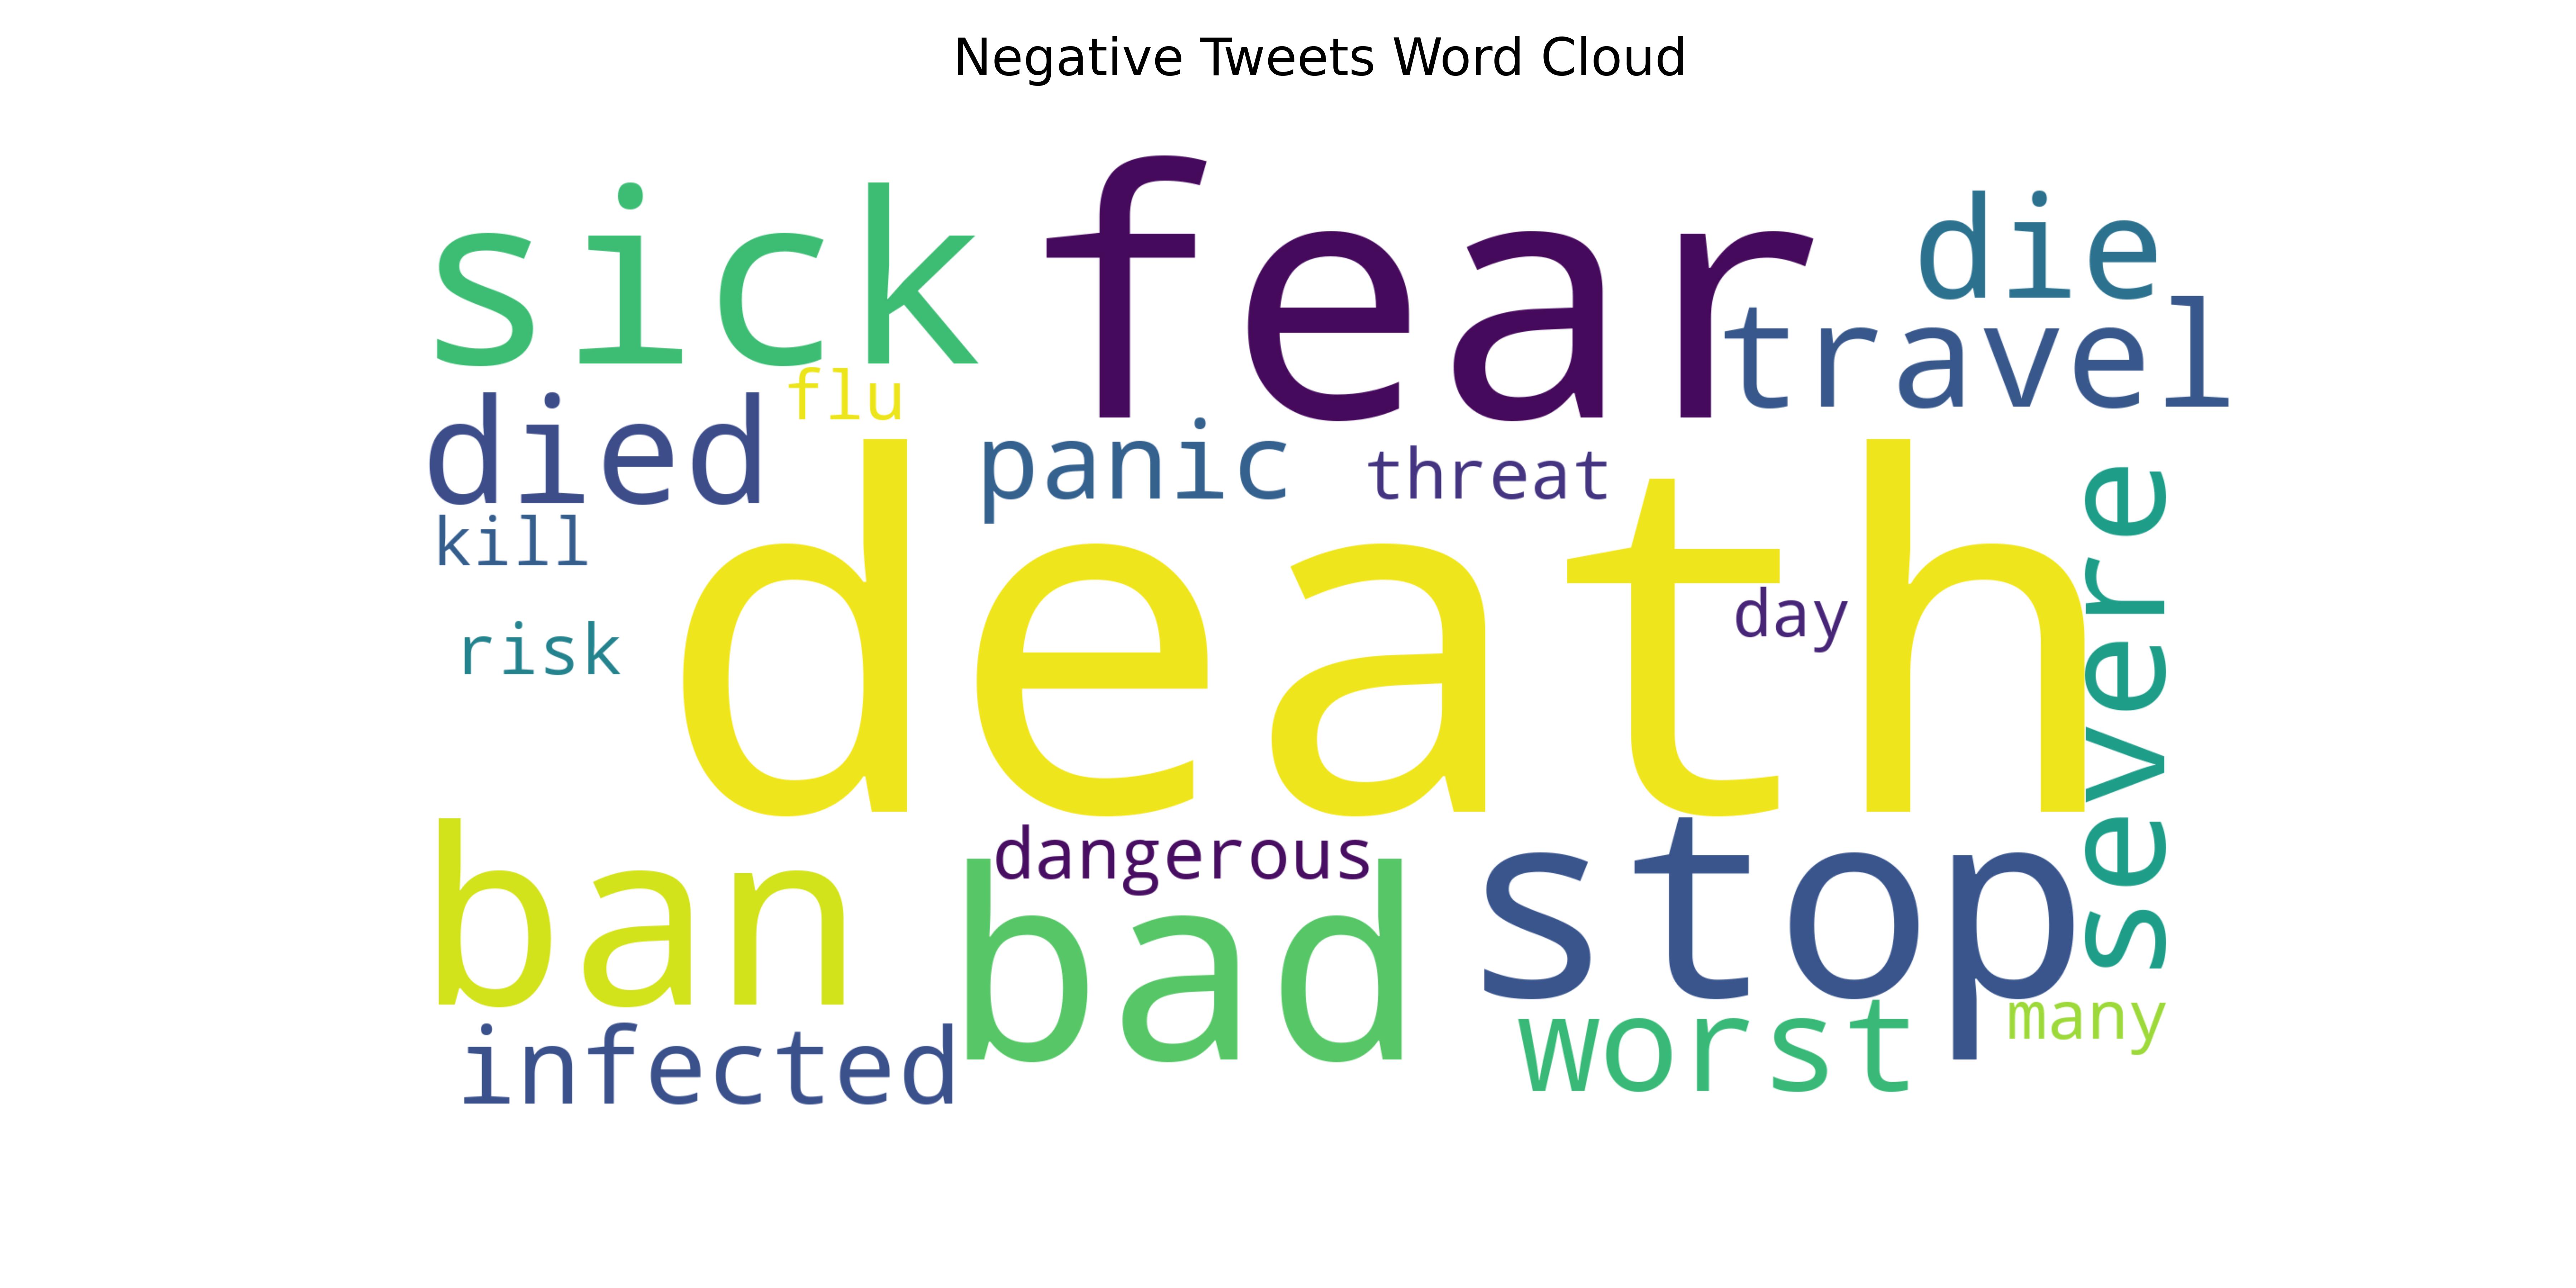 Negative Tweets Word Cloud
sick
fear
die
travel
flu
died
panic
threat
kill
death
severe
day
risk
ban
dangerous
bad
stop
many
worst
infected